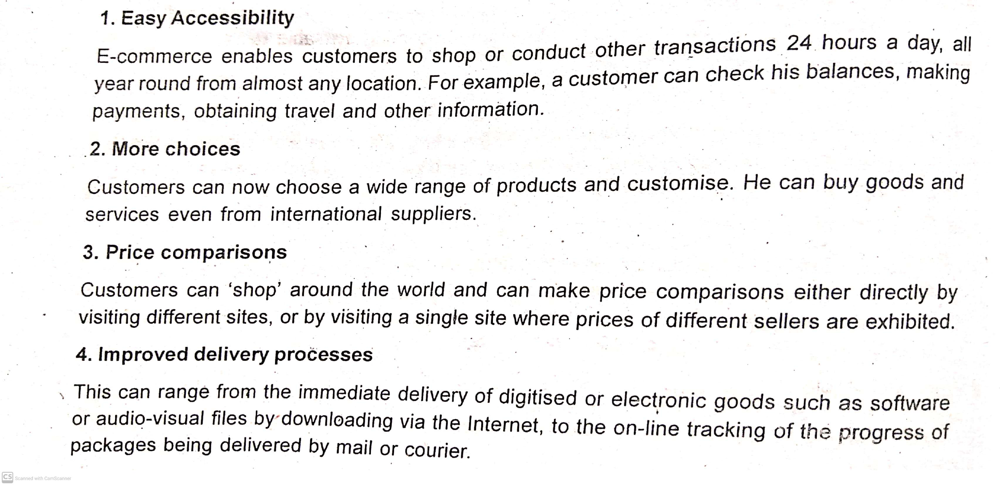 1. Easy Accessibility
E-commerce enables customers to shop or conduct other transactions 24 hours a day, all
year round from almost any location. For example, a customer can check his balances, making
payments, obtaining travel and other information.
2. More choices
Customers can now choose a wide range of products and customise. He can buy goods and
services even from international suppliers.
3. Price comparisons
Customers can ‘shop’ around the world and can make price comparisons either directly by
visiting different sites, or by visiting a single site where prices of different sellers are exhibited.
4. Improved delivery processes
This can range from the immediate delivery of digitised or electronic goods such as software
or audio-visual files by downloading via the Internet, to the on-line tracking of the progress of
packages being delivered by mail or courier.
CS Scanned with CamScanner